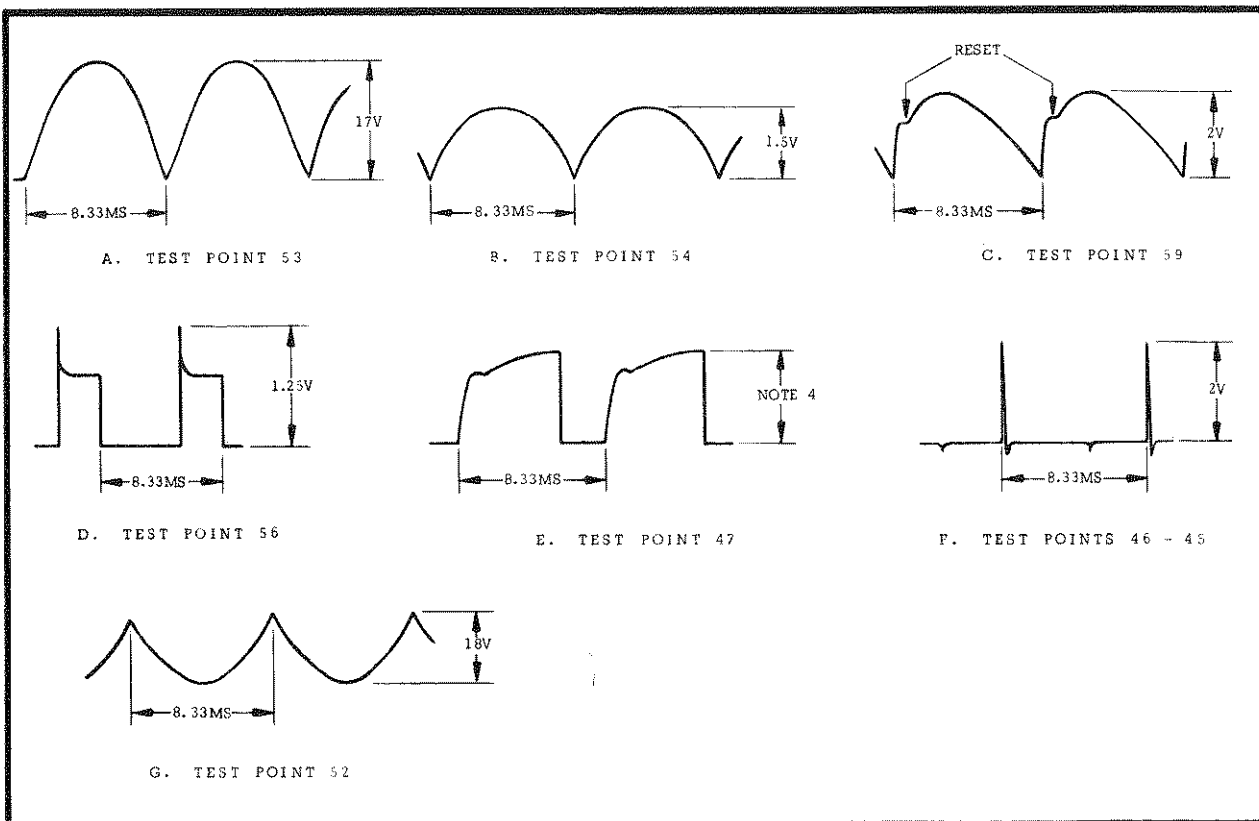 RESET
17V
1.5V
2V
8.33MS
8.33MS
8.33MS
A. TEST POINT 53
B. TEST POINT 54
C. TEST POINT 59
1.25V
NOTE 4
2V
8.33MS
8.33MS
8.33MS
D. TEST POINT 56
E. TEST POINT 47
F. TEST POINTS 46 - 45
18V
8.33MS
G. TEST POINT 52